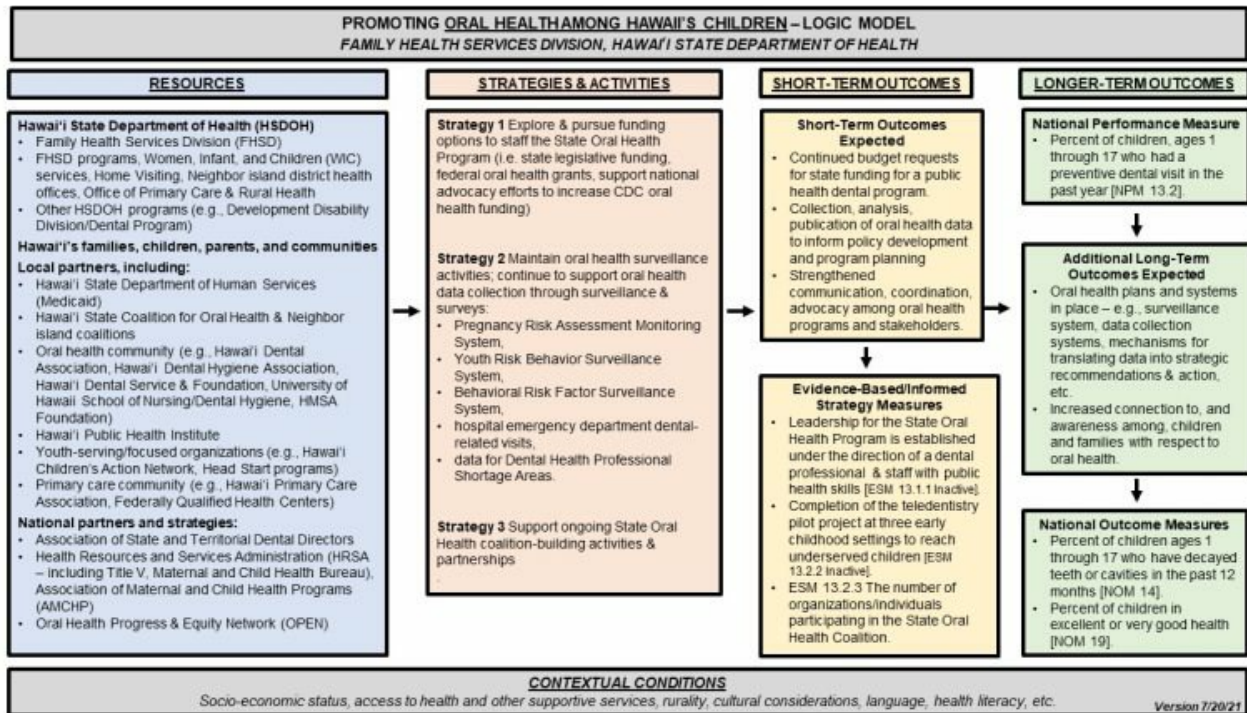 PROMOTING ORAL HEALTH AMONG HAWAII'S CHILDREN – LOGIC MODEL
FAMILY HEALTH SERVICES DIVISION, HAWAI'I STATE DEPARTMENT OF HEALTH
RESOURCES
Hawai'i State Department of Health (HSDOH)
• Family Health Services Division (FHSD)
• FHSD programs, Women, Infant, and Children (WIC)
services, Home Visiting, Neighbor island district health
offices, Office of Primary Care & Rural Health
• Other HSDOH programs (e.g., Development Disability
Division/Dental Program)
Hawai'i's families, children, parents, and communities
Local partners, including:
• Hawai'i State Department of Human Services
(Medicaid)
• Hawai'i State Coalition for Oral Health & Neighbor
island coalitions
• Oral health community (e.g., Hawai'i Dental
Association, Hawai'i Dental Hygiene Association,
Hawai'i Dental Service & Foundation, University of
Hawaii School of Nursing/Dental Hygiene, HMSA
Foundation)
• Hawai'i Public Health Institute
• Youth-serving/focused organizations (e.g., Hawai'i
Children's Action Network, Head Start programs)
• Primary care community (e.g., Hawai'i Primary Care
Association, Federally Qualified Health Centers)
National partners and strategies:
• Association of State and Territorial Dental Directors
• Health Resources and Services Administration (HRSA
– including Title V, Maternal and Child Health Bureau),
Association of Maternal and Child Health Programs
(AMCHP)
• Oral Health Progress & Equity Network (OPEN)
STRATEGIES & ACTIVITIES
Strategy 1 Explore & pursue funding
options to staff the State Oral Health
Program (i.e. state legislative funding,
federal oral health grants, support national
advocacy efforts to increase CDC oral
health funding)
Strategy 2 Maintain oral health surveillance
activities; continue to support oral health
data collection through surveillance &
surveys:
• Pregnancy Risk Assessment Monitoring
System,
• Youth Risk Behavior Surveillance
System,
• Behavioral Risk Factor Surveillance
System,
• hospital emergency department dental-
related visits,
• data for Dental Health Professional
Shortage Areas.
Strategy 3 Support ongoing State Oral
Health coalition-building activities &
partnerships
.
SHORT-TERM OUTCOMES
Short-Term Outcomes
Expected
• Continued budget requests
for state funding for a public
health dental program.
• Collection, analysis,
publication of oral health data
to inform policy development
and program planning
• Strengthened
communication, coordination,
advocacy among oral health
programs and stakeholders.
Evidence-Based/Informed
Strategy Measures
• Leadership for the State Oral
Health Program is established
under the direction of a dental
professional & staff with public
health skills [ESM 13.1.1 Inactive].
• Completion of the teledentistry
pilot project at three early
childhood settings to reach
underserved children [ESM
13.2.2 Inactive].
• ESM 13.2.3 The number of
organizations/individuals
participating in the State Oral
Health Coalition.
LONGER-TERM OUTCOMES
National Performance Measure
• Percent of children, ages 1
through 17 who had a
preventive dental visit in the
past year [NPM 13.2].
Additional Long-Term
Outcomes Expected
• Oral health plans and systems
in place – e.g., surveillance
system, data collection
systems, mechanisms for
translating data into strategic
recommendations & action,
etc.
• Increased connection to, and
awareness among, children
and families with respect to
oral health.
National Outcome Measures
• Percent of children ages 1
through 17 who have decayed
teeth or cavities in the past 12
months [NOM 14].
• Percent of children in
excellent or very good health
[NOM 19].
CONTEXTUAL CONDITIONS
Socio-economic status, access to health and other supportive services, rurality, cultural considerations, language, health literacy, etc.
Version 7/20/21